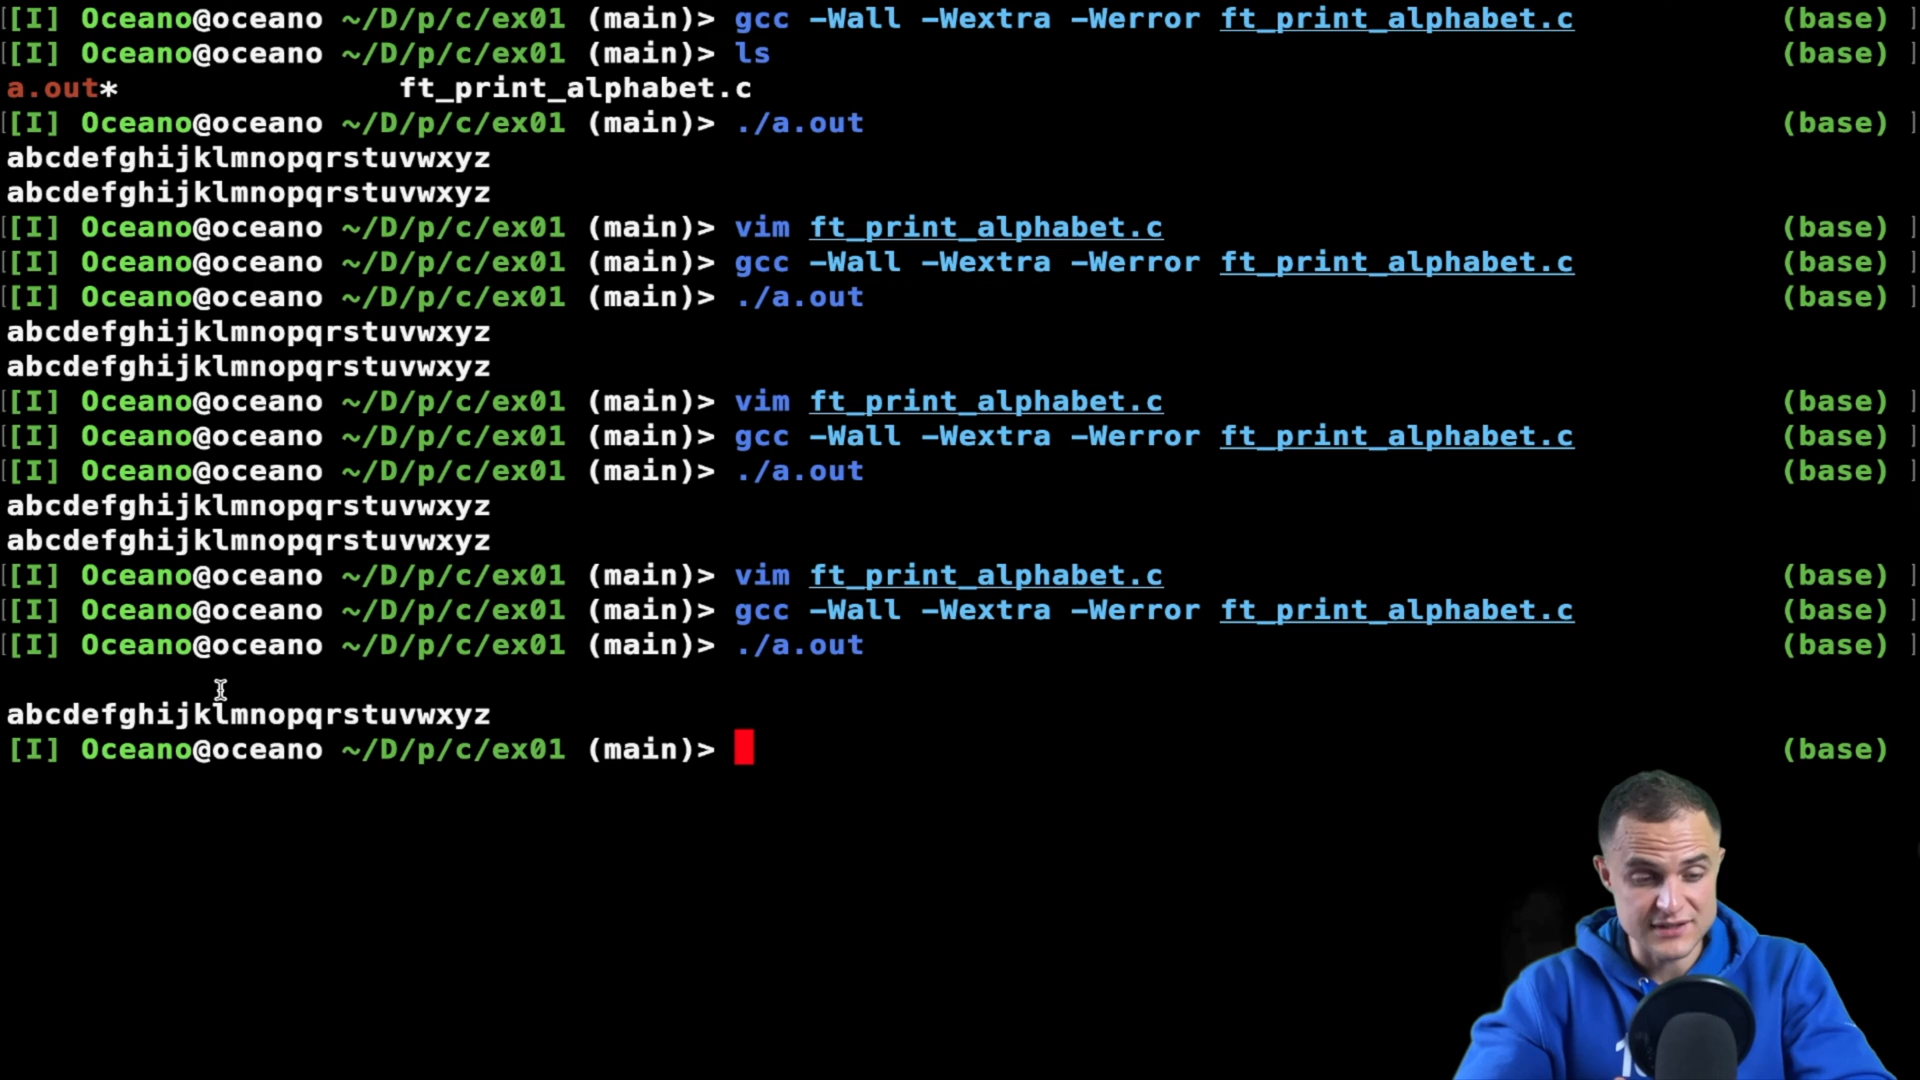 [[I] Oceano@oceano ~/D/p/c/ex01 (main)> gcc -Wall -Wextra -Werror ft_print_alphabet.c (base) ]
[[I] Oceano@oceano ~/D/p/c/ex01 (main)> ls (base) ]
a.out* ft_print_alphabet.c
[[I] Oceano@oceano ~/D/p/c/ex01 (main)> ./a.out (base) ]
abcdefghijklmnopqrstuvwxyz
abcdefghijklmnopqrstuvwxyz
[[I] Oceano@oceano ~/D/p/c/ex01 (main)> vim ft_print_alphabet.c (base) ]
[[I] Oceano@oceano ~/D/p/c/ex01 (main)> gcc -Wall -Wextra -Werror ft_print_alphabet.c (base) ]
[[I] Oceano@oceano ~/D/p/c/ex01 (main)> ./a.out (base) ]
abcdefghijklmnopqrstuvwxyz
abcdefghijklmnopqrstuvwxyz
[[I] Oceano@oceano ~/D/p/c/ex01 (main)> vim ft_print_alphabet.c (base) ]
[[I] Oceano@oceano ~/D/p/c/ex01 (main)> gcc -Wall -Wextra -Werror ft_print_alphabet.c (base) ]
[[I] Oceano@oceano ~/D/p/c/ex01 (main)> ./a.out (base) ]
abcdefghijklmnopqrstuvwxyz
abcdefghijklmnopqrstuvwxyz
[[I] Oceano@oceano ~/D/p/c/ex01 (main)> vim ft_print_alphabet.c (base) ]
[[I] Oceano@oceano ~/D/p/c/ex01 (main)> gcc -Wall -Wextra -Werror ft_print_alphabet.c (base) ]
[[I] Oceano@oceano ~/D/p/c/ex01 (main)> ./a.out (base) ]
abcdefghijklmnopqrstuvwxyz
[I] Oceano@oceano ~/D/p/c/ex01 (main)> (base)